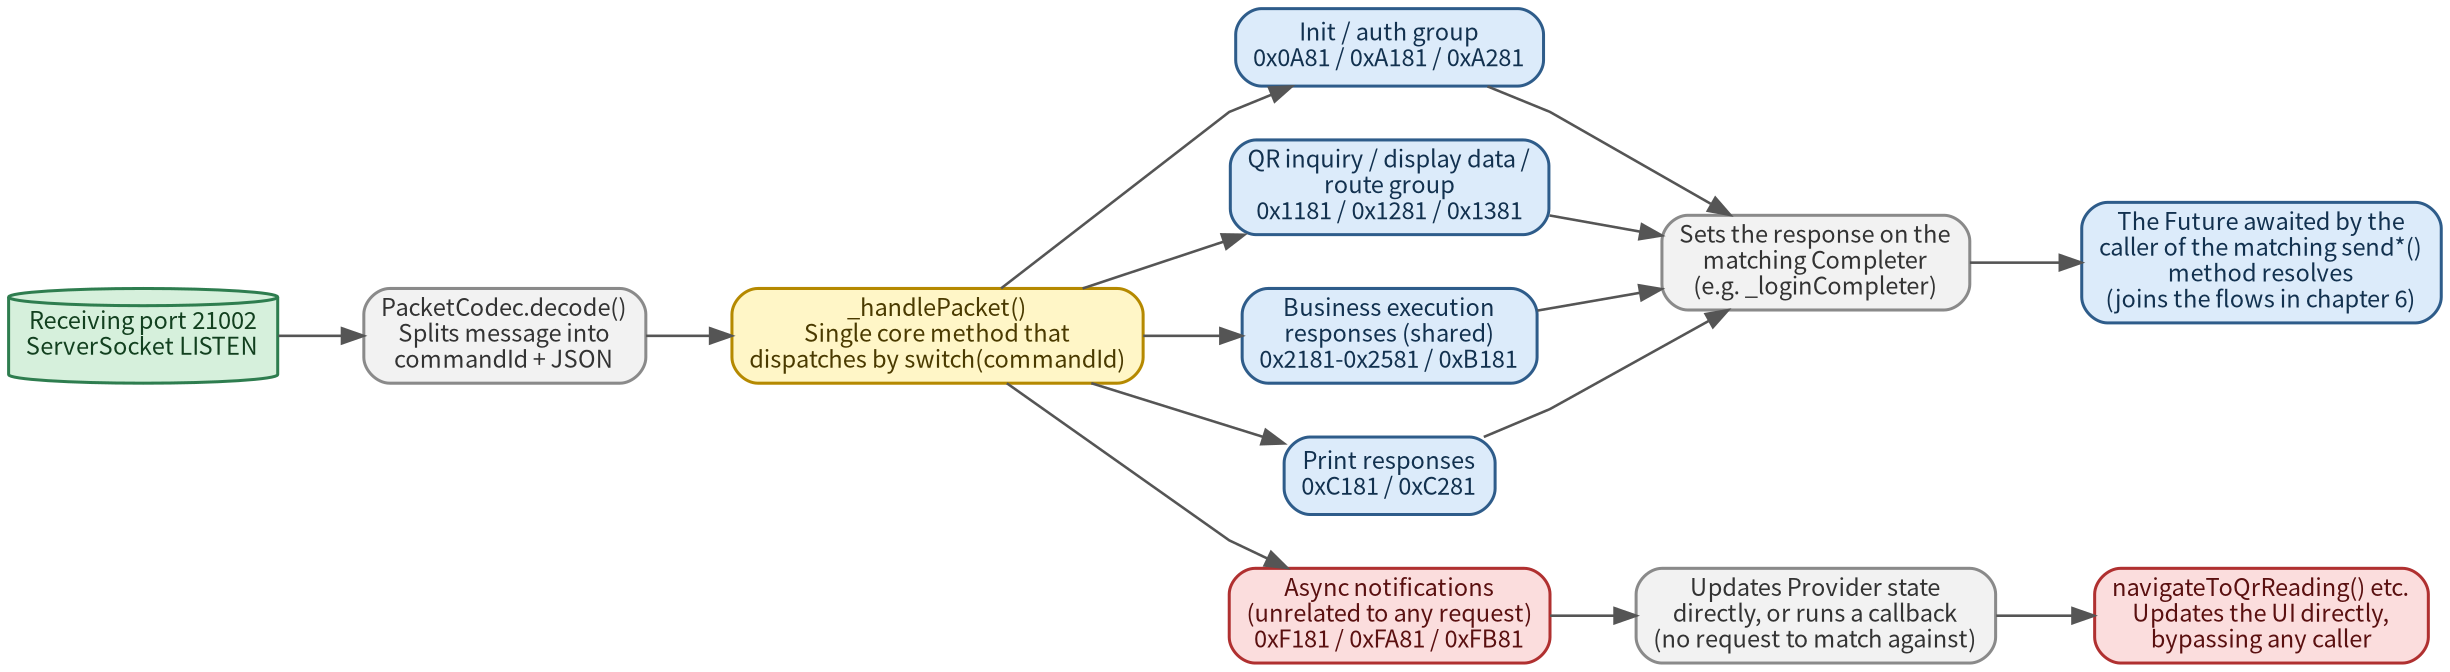 Receiving port 21002
ServerSocket LISTEN
PacketCodec.decode()
Splits message into
commandId + JSON
_handlePacket()
Single core method that
dispatches by switch(commandId)
Init / auth group
0x0A81 / 0xA181 / 0xA281
QR inquiry / display data /
route group
0x1181 / 0x1281 / 0x1381
Business execution
responses (shared)
0x2181-0x2581 / 0xB181
Print responses
0xC181 / 0xC281
Async notifications
(unrelated to any request)
0xF181 / 0xFA81 / 0xFB81
Sets the response on the
matching Completer
(e.g. _loginCompleter)
Updates Provider state
directly, or runs a callback
(no request to match against)
The Future awaited by the
caller of the matching send*()
method resolves
(joins the flows in chapter 6)
navigateToQrReading() etc.
Updates the UI directly,
bypassing any caller